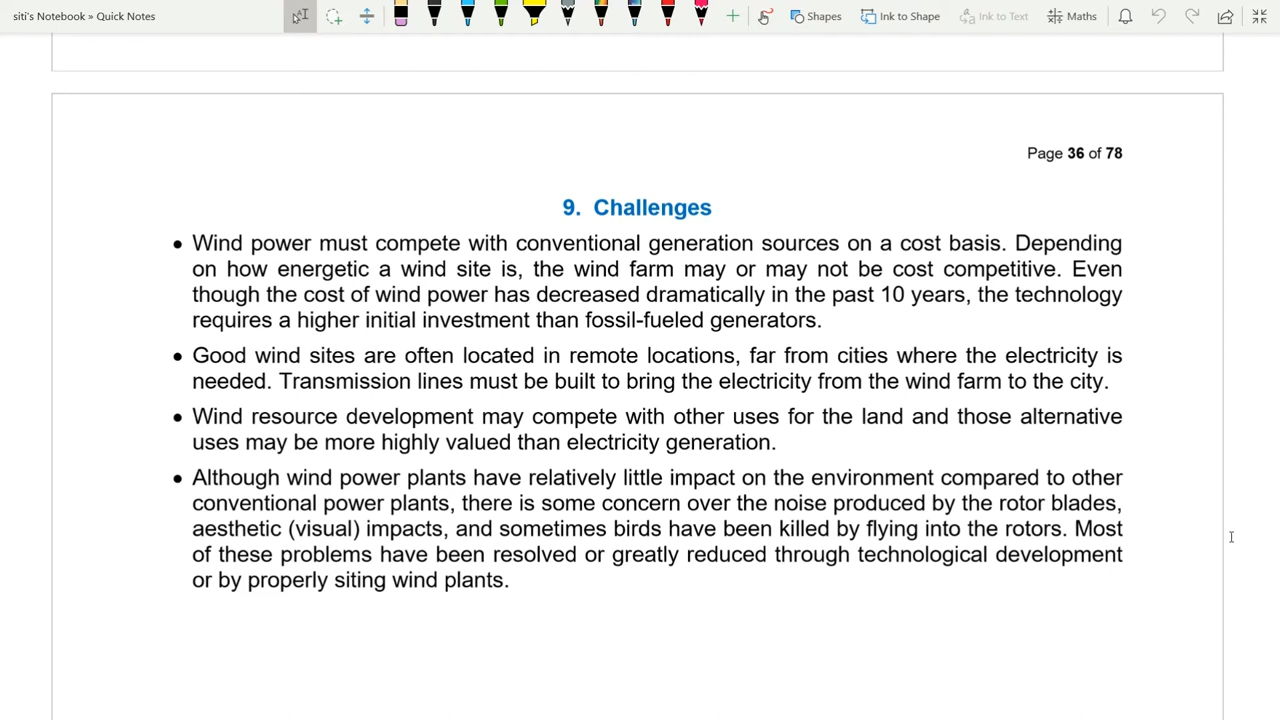 siti's Notebook » Quick Notes
Shapes
Ink to Shape
Ink to Text
Maths
Page 36 of 78
9. Challenges
• Wind power must compete with conventional generation sources on a cost basis. Depending
on how energetic a wind site is, the wind farm may or may not be cost competitive. Even
though the cost of wind power has decreased dramatically in the past 10 years, the technology
requires a higher initial investment than fossil-fueled generators.
• Good wind sites are often located in remote locations, far from cities where the electricity is
needed. Transmission lines must be built to bring the electricity from the wind farm to the city.
• Wind resource development may compete with other uses for the land and those alternative
uses may be more highly valued than electricity generation.
• Although wind power plants have relatively little impact on the environment compared to other
conventional power plants, there is some concern over the noise produced by the rotor blades,
aesthetic (visual) impacts, and sometimes birds have been killed by flying into the rotors. Most
of these problems have been resolved or greatly reduced through technological development
or by properly siting wind plants.